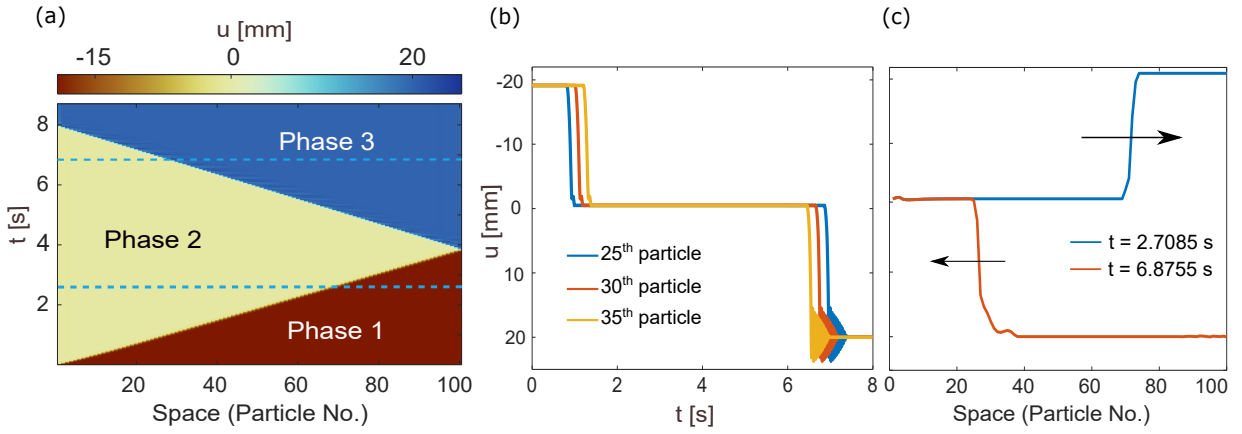 (a)
u [mm]
-15 0 20
8
6
4
2
t [s]
Phase 3
Phase 2
Phase 1
20 40 60 80 100
Space (Particle No.)
(b)
-20
-10
0
10
20
u [mm]
25th particle
30th particle
35th particle
0 2 4 6 8
t [s]
(c)
t = 2.7085 s
t = 6.8755 s
0 20 40 60 80 100
Space (Particle No.)